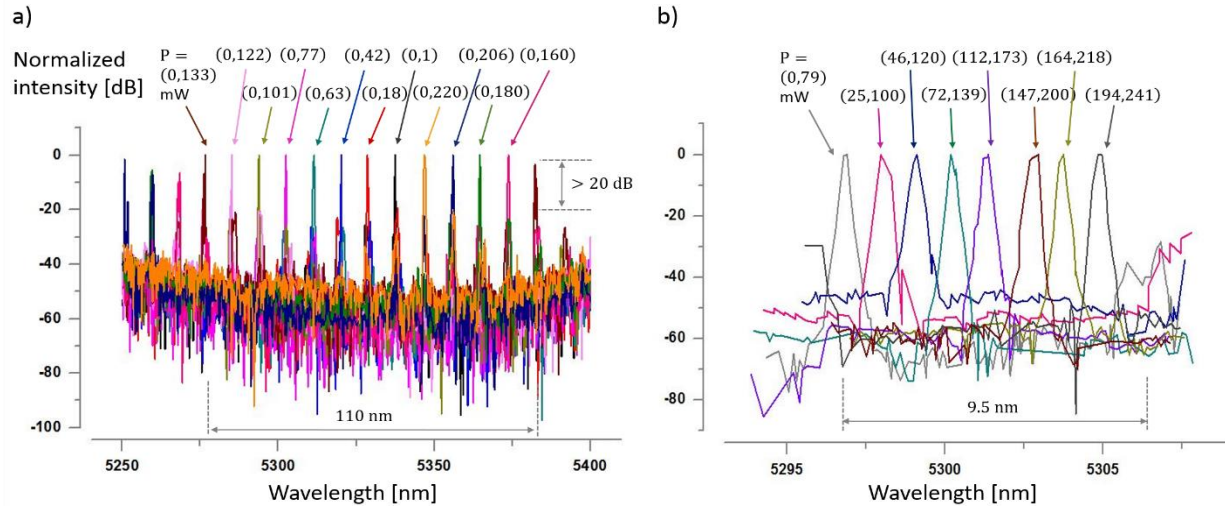 a)
Normalized
intensity [dB]
P =
(0,133)
mW
(0,122)
(0,77)
(0,42)
(0,1)
(0,206)
(0,160)
(0,101)
(0,63)
(0,18)
(0,220)
(0,180)
> 20 dB
0
-20
-40
-60
-80
-100
110 nm
5250
5300
5350
5400
Wavelength [nm]
b)
P =
(0,79)
mW
(46,120)
(112,173)
(164,218)
(25,100)
(72,139)
(147,200)
(194,241)
0
-20
-40
-60
-80
9.5 nm
5295
5300
5305
Wavelength [nm]